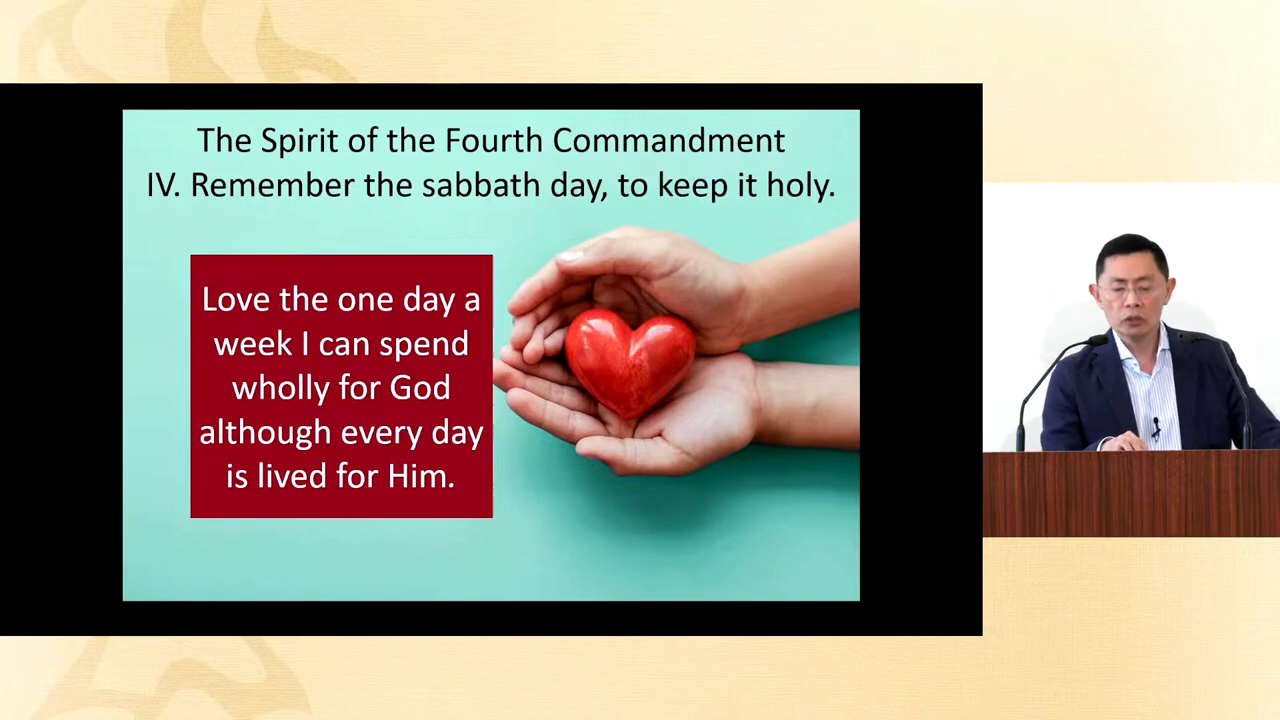 The Spirit of the Fourth Commandment
IV. Remember the sabbath day, to keep it holy.
Love the one day a
week I can spend
wholly for God
although every day
is lived for Him.